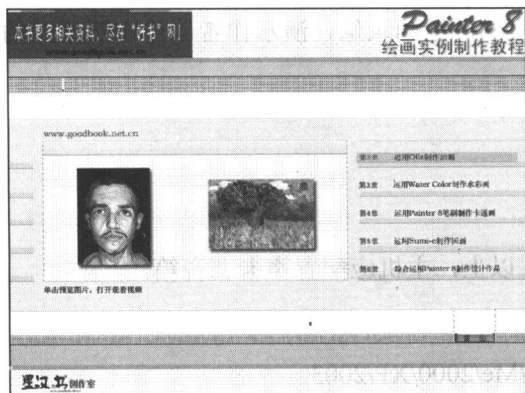 本书更多相关资料，尽在“好书”网！
www.goodbook.net.cn
Painter 8
绘画实例制作教程
www.goodbook.net.cn
第2章 运用Oils制作油画
第3章 运用Water Color制作水彩画
第4章 运用Painter 8笔刷制作卡通画
第5章 运用Sumi-e制作国画
第6章 综合运用Painter 8制作设计作品
单击预览图片，打开观看视频
创作室